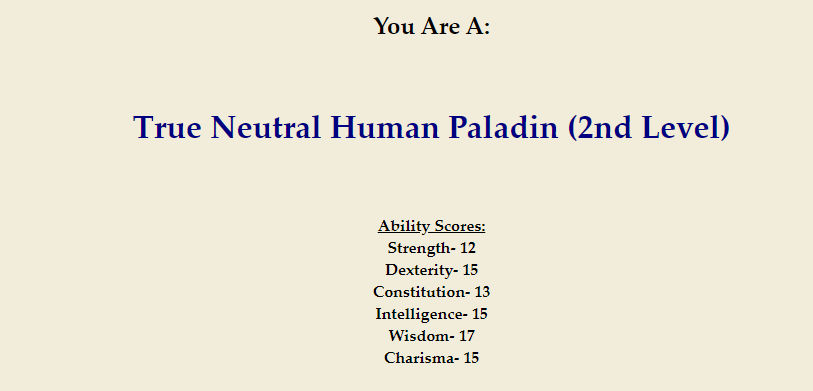 You Are A:
True Neutral Human Paladin (2nd Level)
Ability Scores:
Strength- 12
Dexterity- 15
Constitution- 13
Intelligence- 15
Wisdom- 17
Charisma- 15